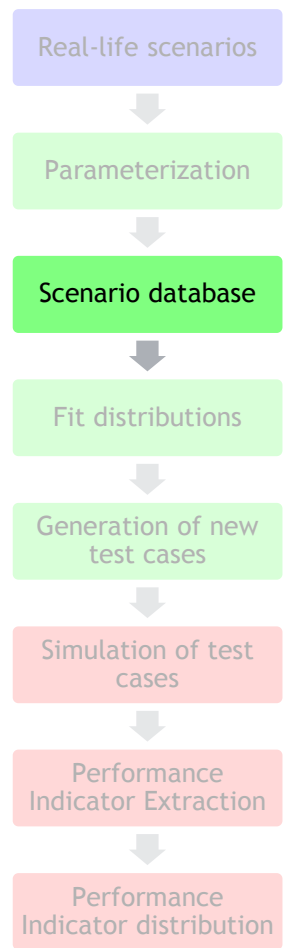 Real-life scenarios
Parameterization
Scenario database
Fit distributions
Generation of new
test cases
Simulation of test
cases
Performance
Indicator Extraction
Performance
Indicator distribution